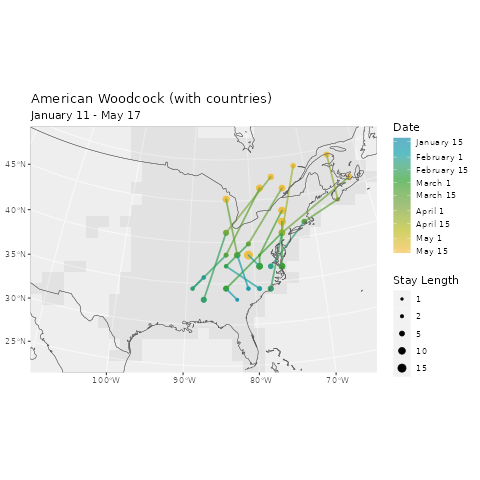 American Woodcock (with countries)
January 11 - May 17
45°N
40°N
35°N
30°N
25°N
100°W
90°W
80°W
70°W
Date
January 15
February 1
February 15
March 1
March 15
April 1
April 15
May 1
May 15
Stay Length
1
2
5
10
15